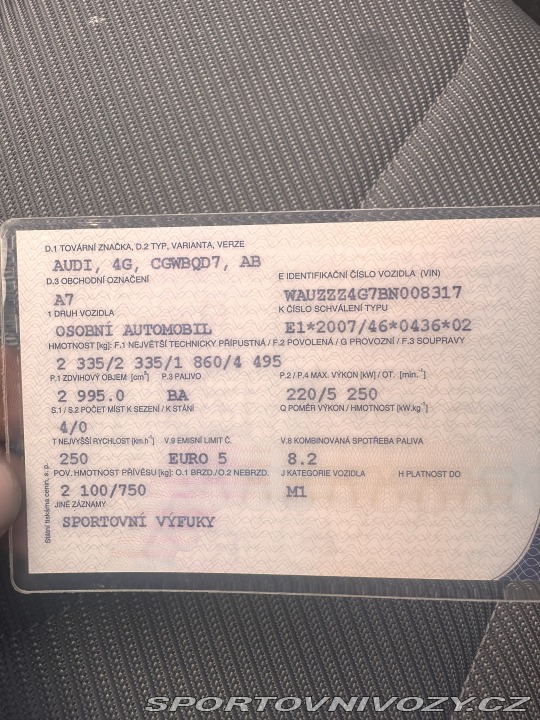 D.1 TOVÁRNÍ ZNAČKA, D.2 TYP, VARIANTA, VERZE
AUDI, 4G, CGWBQD7, AB
D.3 OBCHODNÍ OZNAČENÍ
E IDENTIFIKAČNÍ ČÍSLO VOZIDLA (VIN)
A7
WAUZZZ4G7BN008317
1 DRUH VOZIDLA
K ČÍSLO SCHVÁLENÍ TYPU
OSOBNÍ AUTOMOBIL
E1*2007/46*0436*02
HMOTNOST [kg]: F.1 NEJVĚTŠÍ TECHNICKY PŘÍPUSTNÁ / F.2 POVOLENÁ / G PROVOZNÍ / F.3 SOUPRAVY
2 335/2 335/1 860/4 495
P.1 ZDVIHOVÝ OBJEM [cm³] P.3 PALIVO
P.2 / P.4 MAX. VÝKON [kW] / OT. [min.⁻¹]
2 995.0 BA
220/5 250
S.1 / S.2 POČET MÍST K SEZENÍ / K STÁNÍ
Q POMĚR VÝKON / HMOTNOST [kW.kg⁻¹]
4/0
T NEJVYŠŠÍ RYCHLOST [km.h⁻¹] V.9 EMISNÍ LIMIT Č.
V.8 KOMBINOVANÁ SPOTŘEBA PALIVA
250 EURO 5
8.2
POV. HMOTNOST PŘÍVĚSU [kg]: O.1 BRZD./O.2 NEBRZD.
J KATEGORIE VOZIDLA H PLATNOST DO
2 100/750
M1
JINÉ ZÁZNAMY
SPORTOVNÍ VÝFUKY
Státní tiskárna cenin, s. p.
SPORTOVNIVOZY.CZ